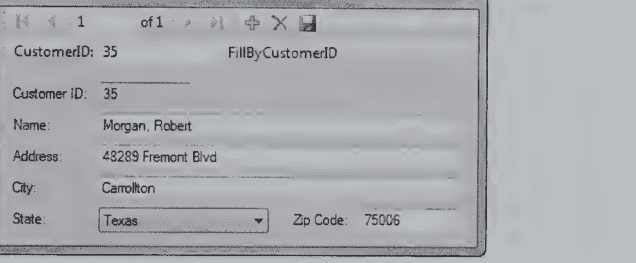 1 of 1
CustomerID: 35 FillByCustomerID
Customer ID: 35
Name: Morgan, Robert
Address: 48289 Fremont Blvd
City: Carrollton
State: Texas Zip Code: 75006